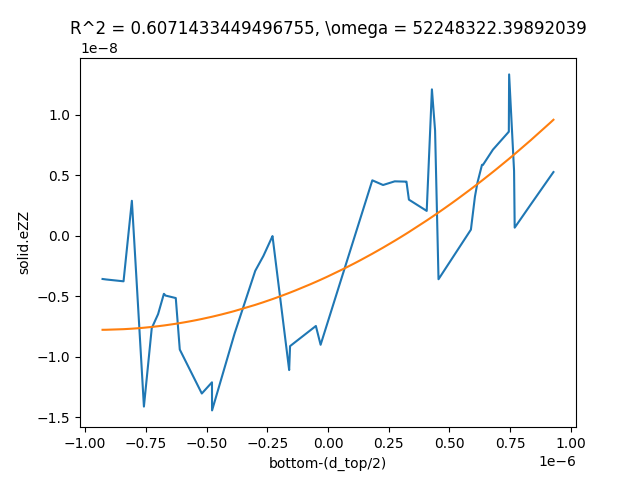 R^2 = 0.6071433449496755, \omega = 52248322.39892039
1e−8
1.0
0.5
0.0
−0.5
−1.0
−1.5
solid.eZZ
−1.00 −0.75 −0.50 −0.25 0.00 0.25 0.50 0.75 1.00
bottom-(d_top/2)
1e−6